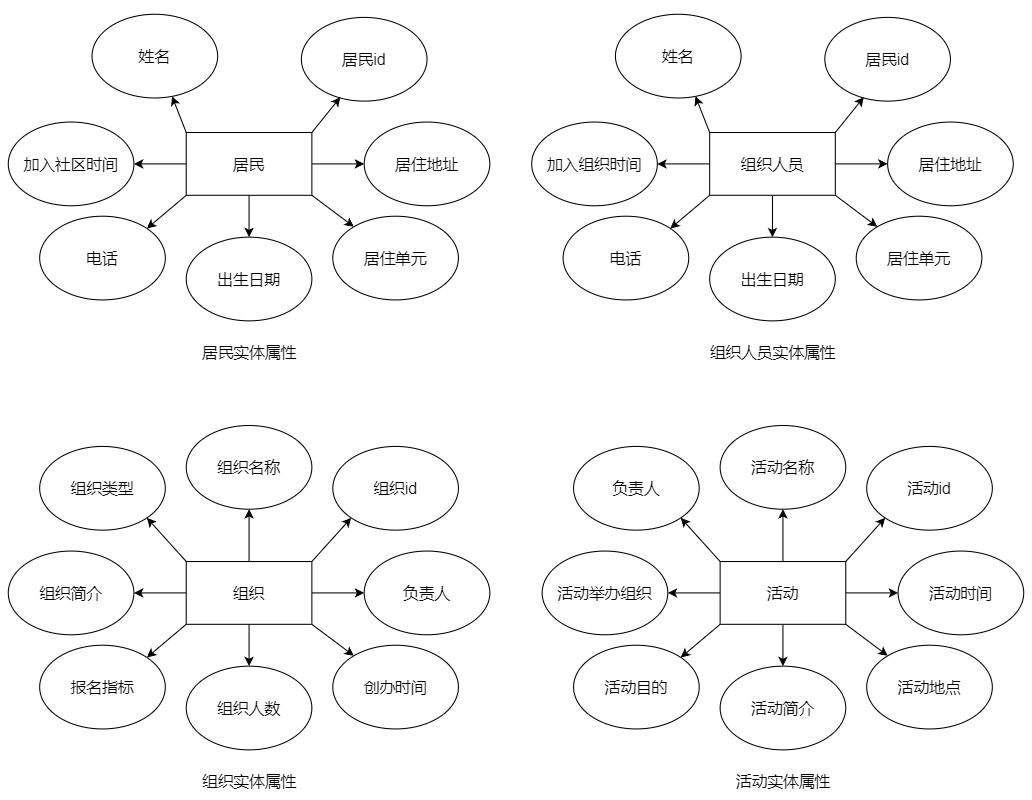 姓名
居民id
加入社区时间
居民
居住地址
电话
出生日期
居住单元
居民实体属性
姓名
居民id
加入组织时间
组织人员
居住地址
电话
出生日期
居住单元
组织人员实体属性
组织类型
组织名称
组织id
组织简介
组织
负责人
报名指标
组织人数
创办时间
组织实体属性
负责人
活动名称
活动id
活动举办组织
活动
活动时间
活动目的
活动简介
活动地点
活动实体属性